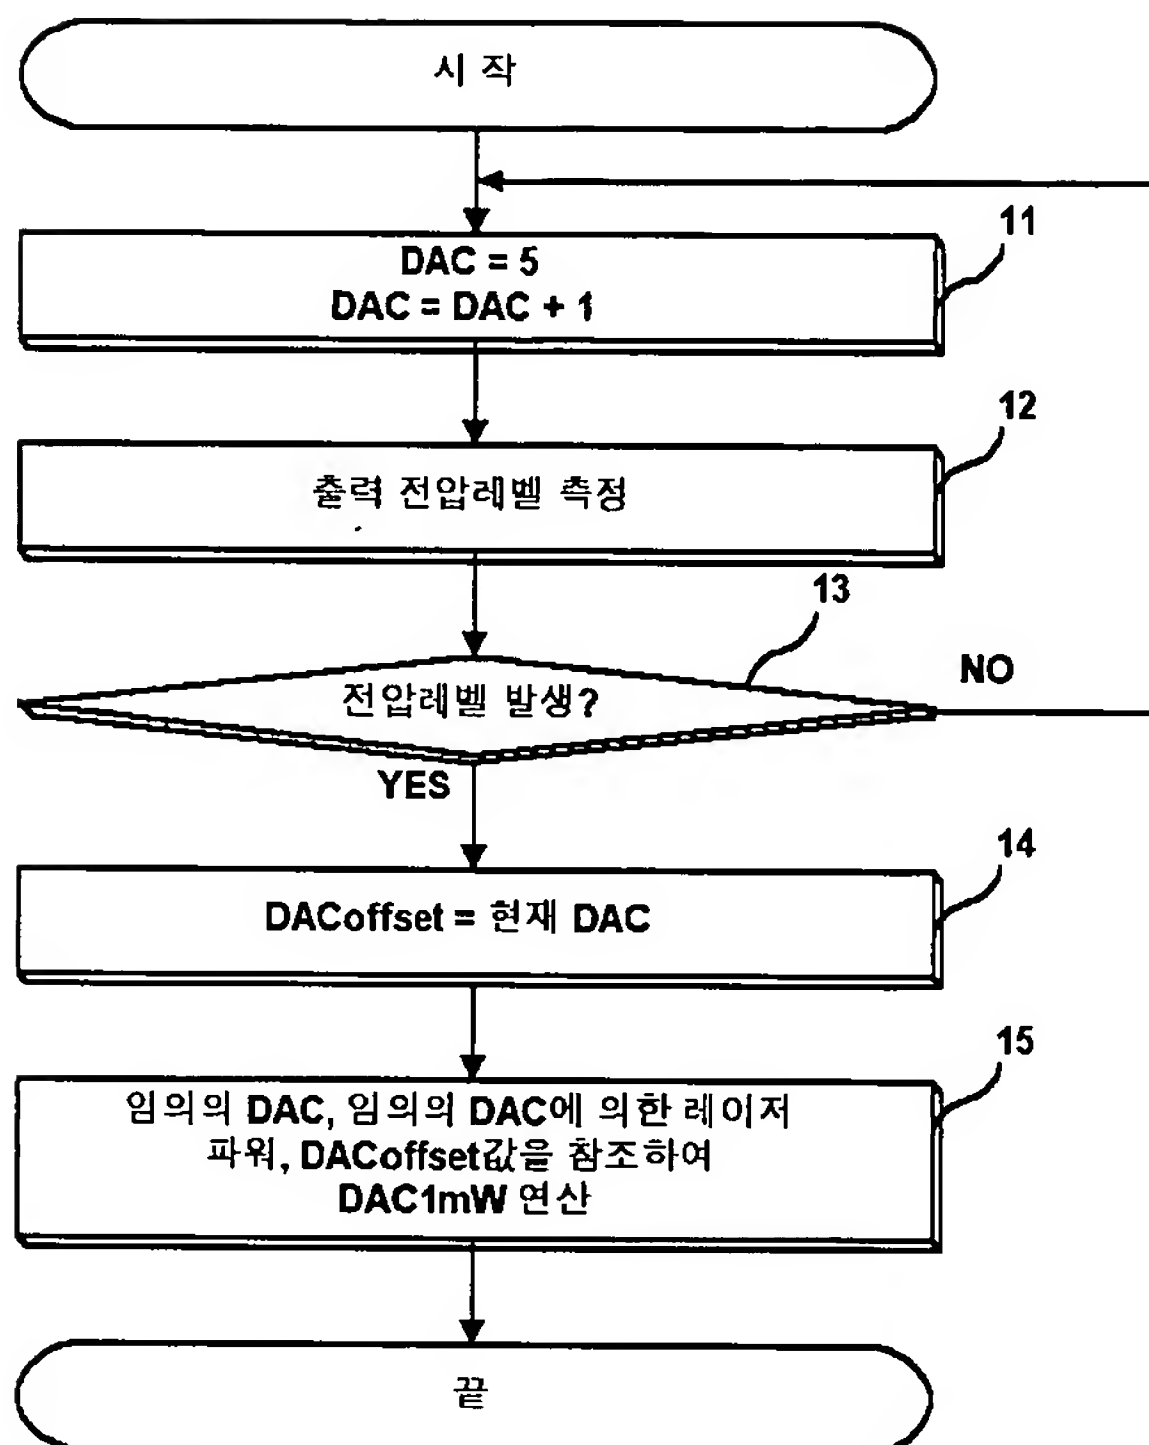 시 작
11
DAC = 5
DAC = DAC + 1
12
출력 전압레벨 측정
13
전압레벨 발생?
NO
YES
14
DACoffset = 현재 DAC
15
임의의 DAC, 임의의 DAC에 의한 레이저
파워, DACoffset값을 참조하여
DAC1mW 연산
끝